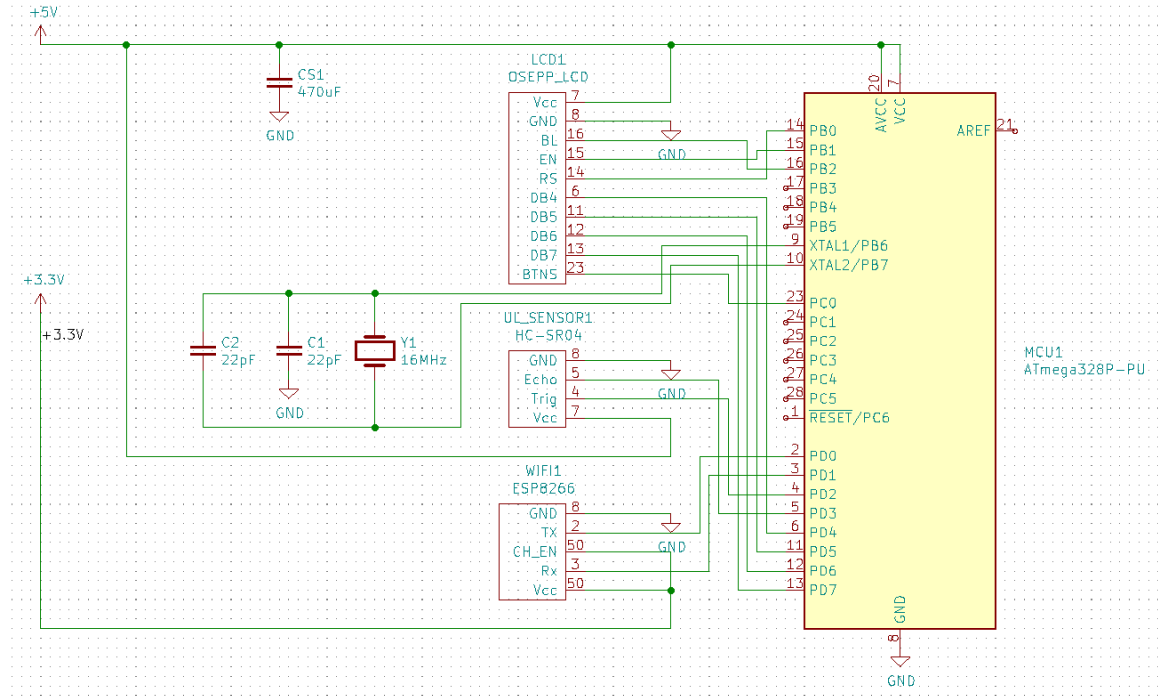 +5V
CS1
470uF
GND
LCD1
OSEPP_LCD
Vcc 7
GND 8
BL 16
EN 15
RS 14
DB4 6
DB5 11
DB6 12
DB7 13
BTNS 23
GND
+3.3V
+3.3V
C2
22pF
C1
22pF
GND
Y1
16MHz
UL_SENSOR1
HC-SR04
GND 8
Echo 5
Trig 4
Vcc 7
GND
WIFI1
ESP8266
GND 8
TX 2
CH_EN 50
Rx 3
Vcc 50
GND
20 7
AVCC VCC
AREF 21
14 PB0
15 PB1
16 PB2
17 PB3
18 PB4
19 PB5
9 XTAL1/PB6
10 XTAL2/PB7
23 PC0
24 PC1
25 PC2
26 PC3
27 PC4
28 PC5
1 RESET/PC6
2 PD0
3 PD1
4 PD2
5 PD3
6 PD4
11 PD5
12 PD6
13 PD7
GND
8
GND
MCU1
ATmega328P-PU